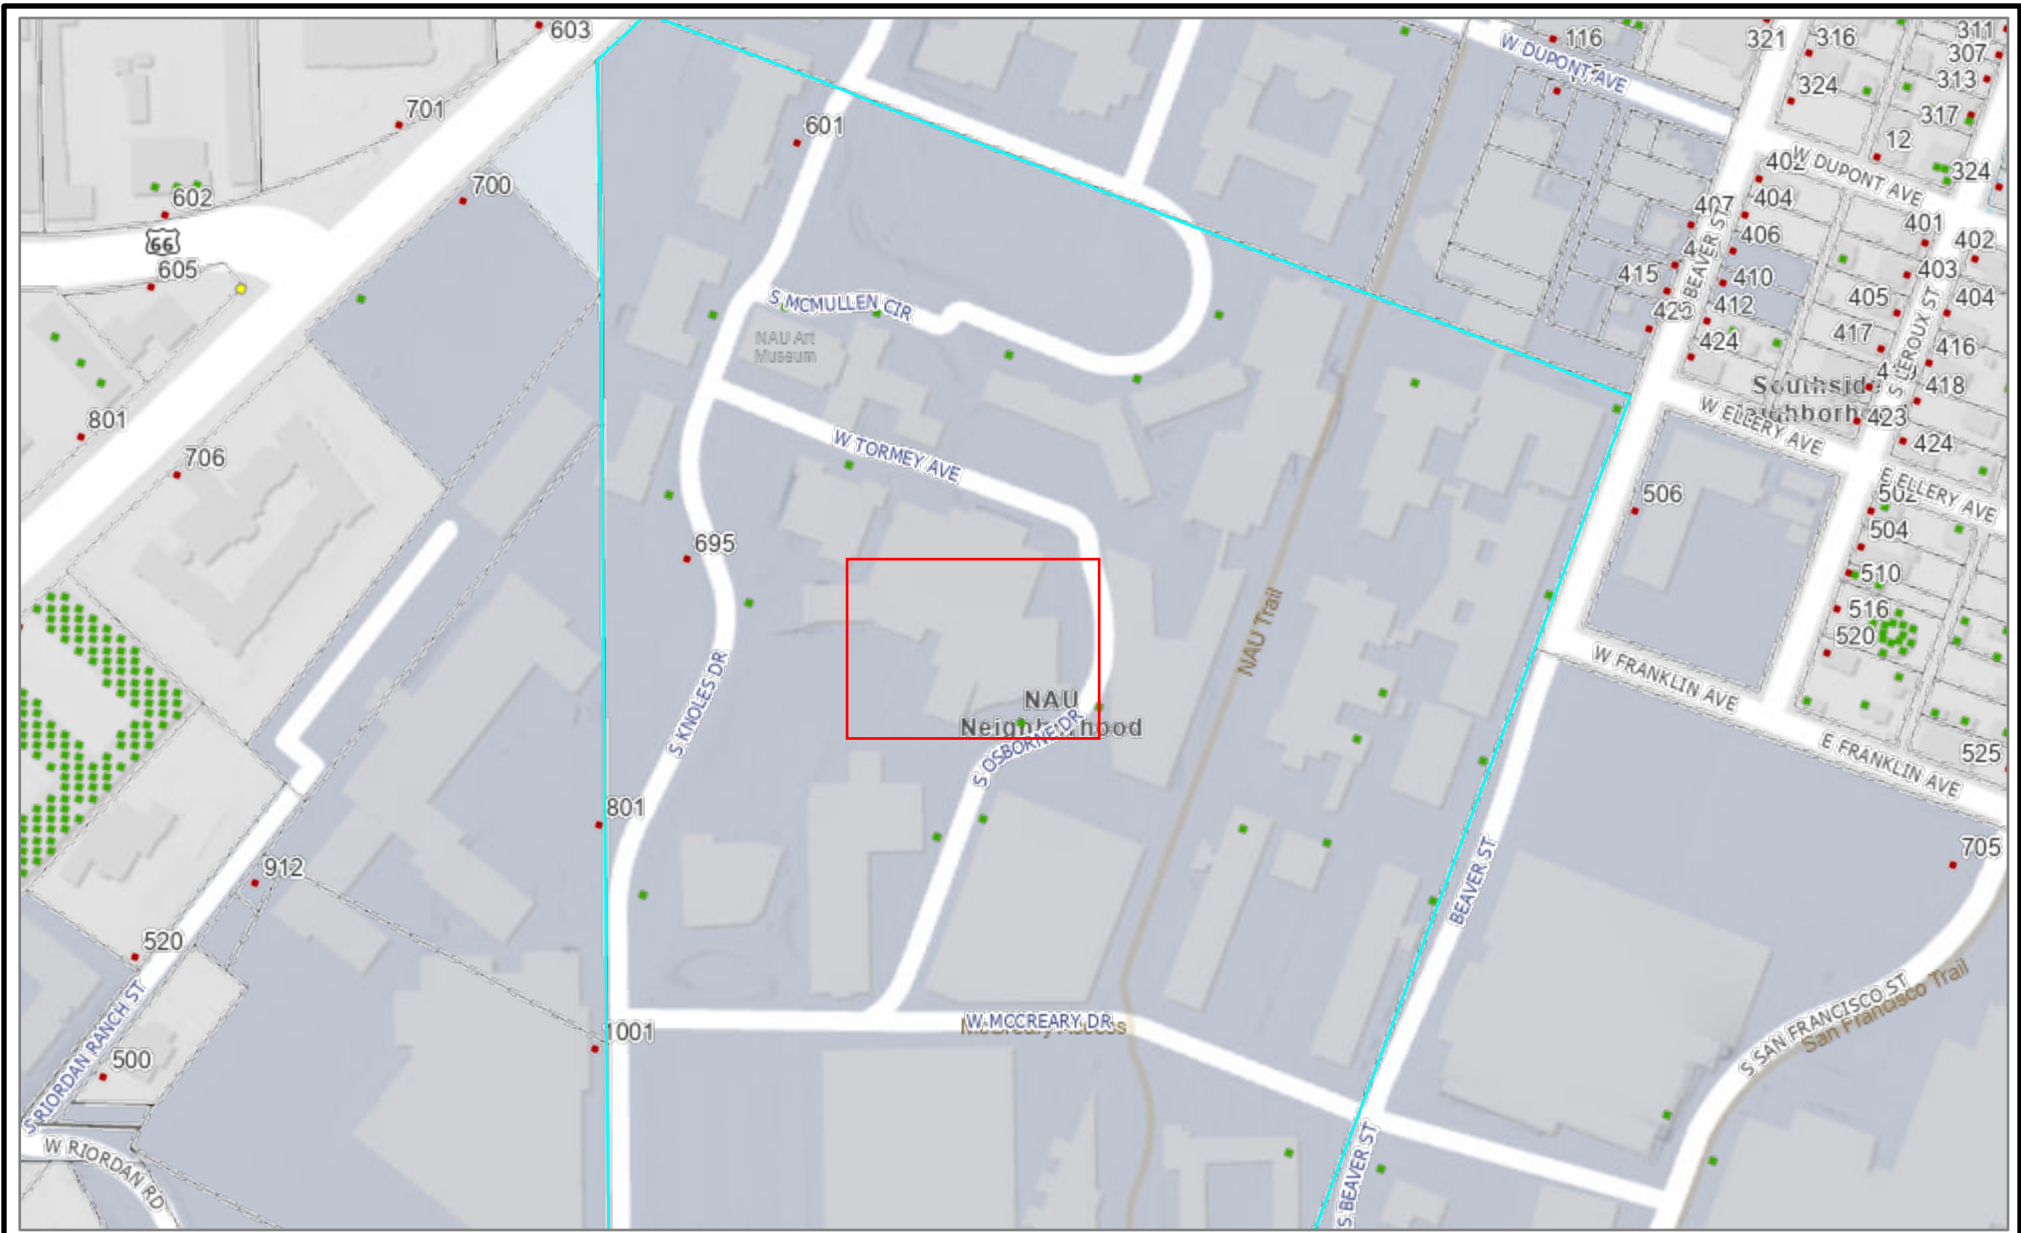 603
116
321
316
311
307
W DUPONT AVE
313
701
324
317
601
12
402
W DUPONT AVE
324
602
700
407
404
401
66
S BEAVER ST
406
402
605
415
410
403
S MCMULLEN CIR
405
404
412
NAU Art
Museum
417
S LEROUX ST
424
416
Southside
418
801
W ELLERY AVE
423
W TORMEY AVE
424
706
E ELLERY AVE
506
502
504
695
510
NAU Trail
516
520
W FRANKLIN AVE
S KNOLES DR
NAU
S OSBORNE DR
E FRANKLIN AVE
525
801
705
BEAVER ST
912
520
S RIORDAN RANCH ST
S SAN FRANCISCO ST
San Francisco Trail
W MCCREARY DR
1001
500
W RIORDAN RD
S BEAVER ST